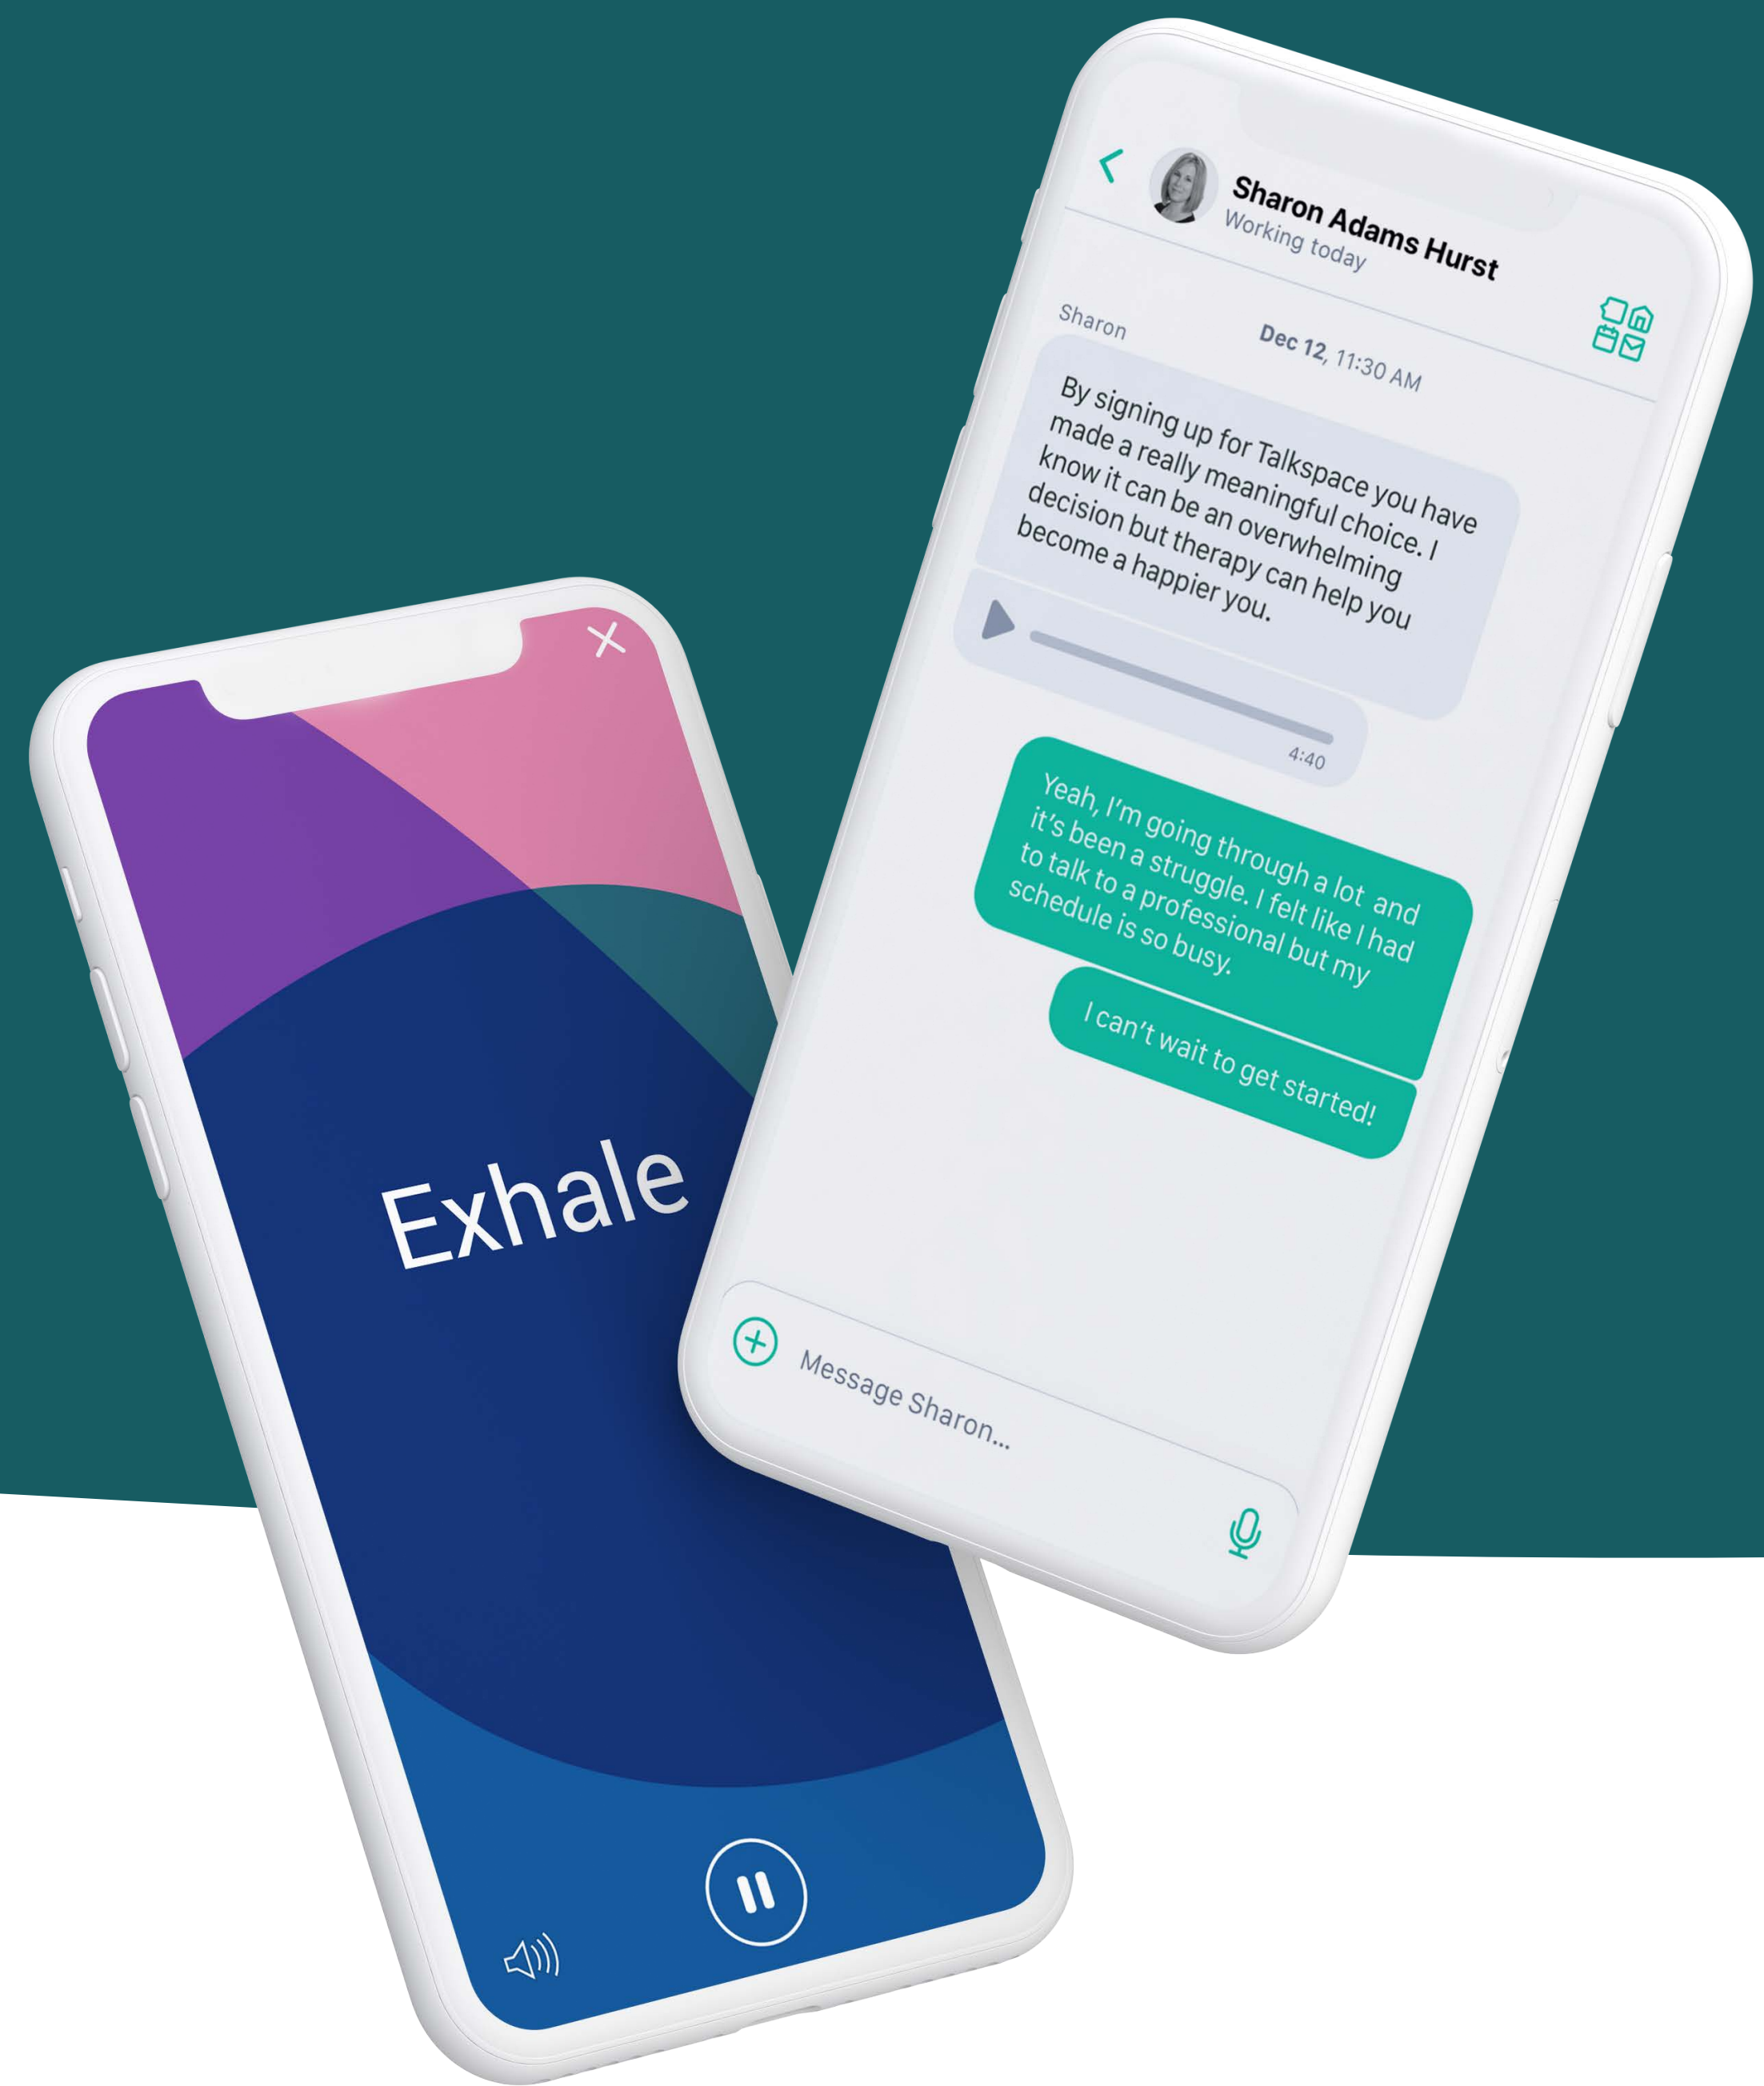 Sharon Adams Hurst
Working today
Sharon
Dec 12, 11:30 AM
By signing up for Talkspace you have
made a really meaningful choice. I
know it can be an overwhelming
decision but therapy can help you
become a happier you.
4:40
Yeah, I'm going through a lot and
it's been a struggle. I felt like I had
to talk to a professional but my
schedule is so busy.
I can't wait to get started!
Message Sharon...
Exhale